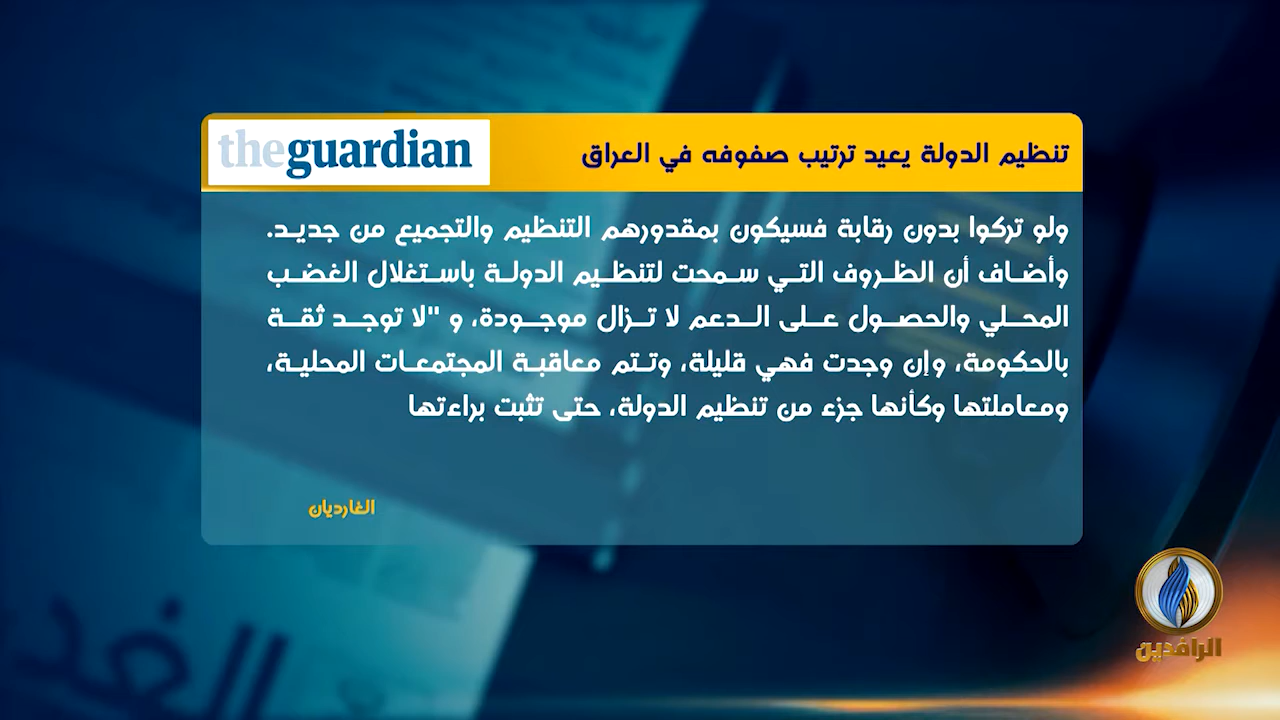 theguardian
تنظيم الدولة يعيد ترتيب صفوفه في العراق
ولو تركوا بدون رقابة فسيكون بمقدورهم التنظيم والتجميع من جديد.
وأضاف أن الظروف التي سمحت لتنظيم الدولة باستغلال الغضب
المحلي والحصول على الدعم لا تزال موجودة، و "لا توجد ثقة
بالحكومة، وإن وجدت فهي قليلة، وتتم معاقبة المجتمعات المحلية،
ومعاملتها وكأنها جزء من تنظيم الدولة، حتى تثبت براءتها
الغارديان
الرافدين
الغد